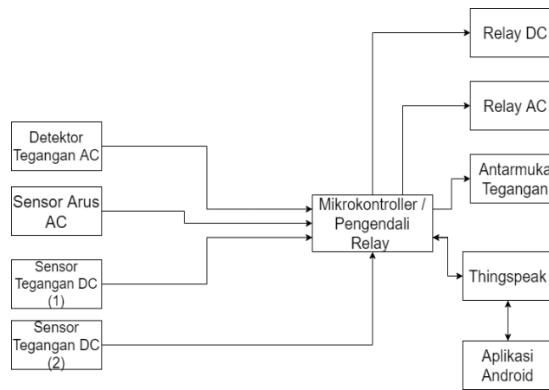 Relay DC
Relay AC
Detektor
Tegangan AC
Antarmuka
Tegangan
Sensor Arus
AC
Mikrokontroller /
Pengendali
Relay
Sensor
Tegangan DC
(1)
Thingspeak
Sensor
Tegangan DC
(2)
Aplikasi
Android